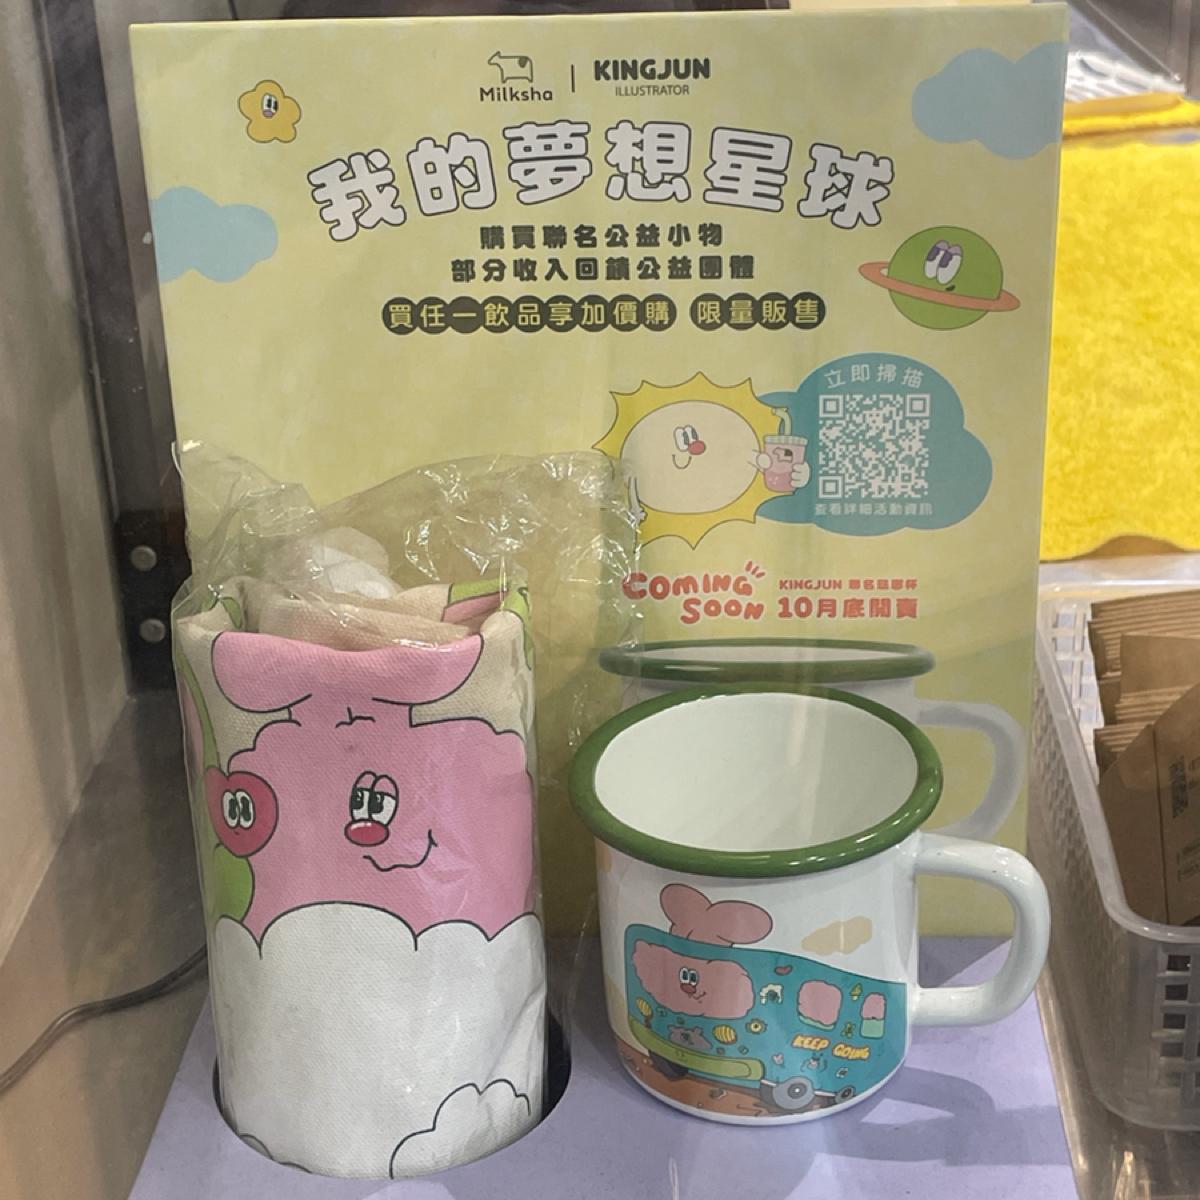 Milksha | KINGJUN
ILLUSTRATOR
我的夢想星球
購買聯名公益小物
部分收入回饋公益團體
買任一飲品享加價購 限量販售
立即掃描
查看詳細活動資訊
COMING SOON
KINGJUN 聯名琺瑯杯
10月底開賣
KEEP GOING